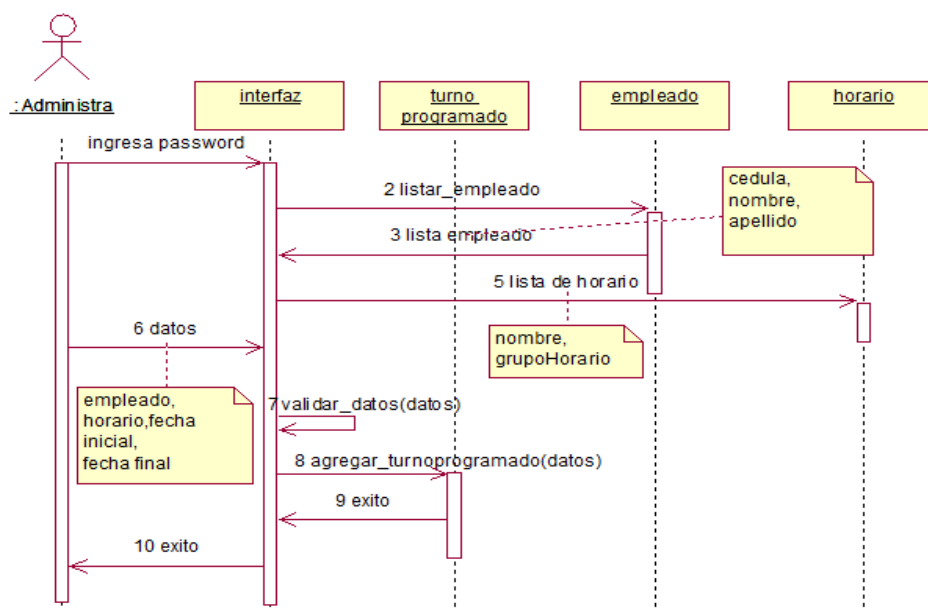 : Administra
interfaz
turno
programado
empleado
horario
ingresa password
2 listar_empleado
cedula,
nombre,
apellido
3 lista empleado
5 lista de horario
6 datos
nombre,
grupoHorario
empleado,
horario,fecha
inicial,
fecha final
7 validar_datos(datos)
8 agregar_turnoprogramado(datos)
9 exito
10 exito